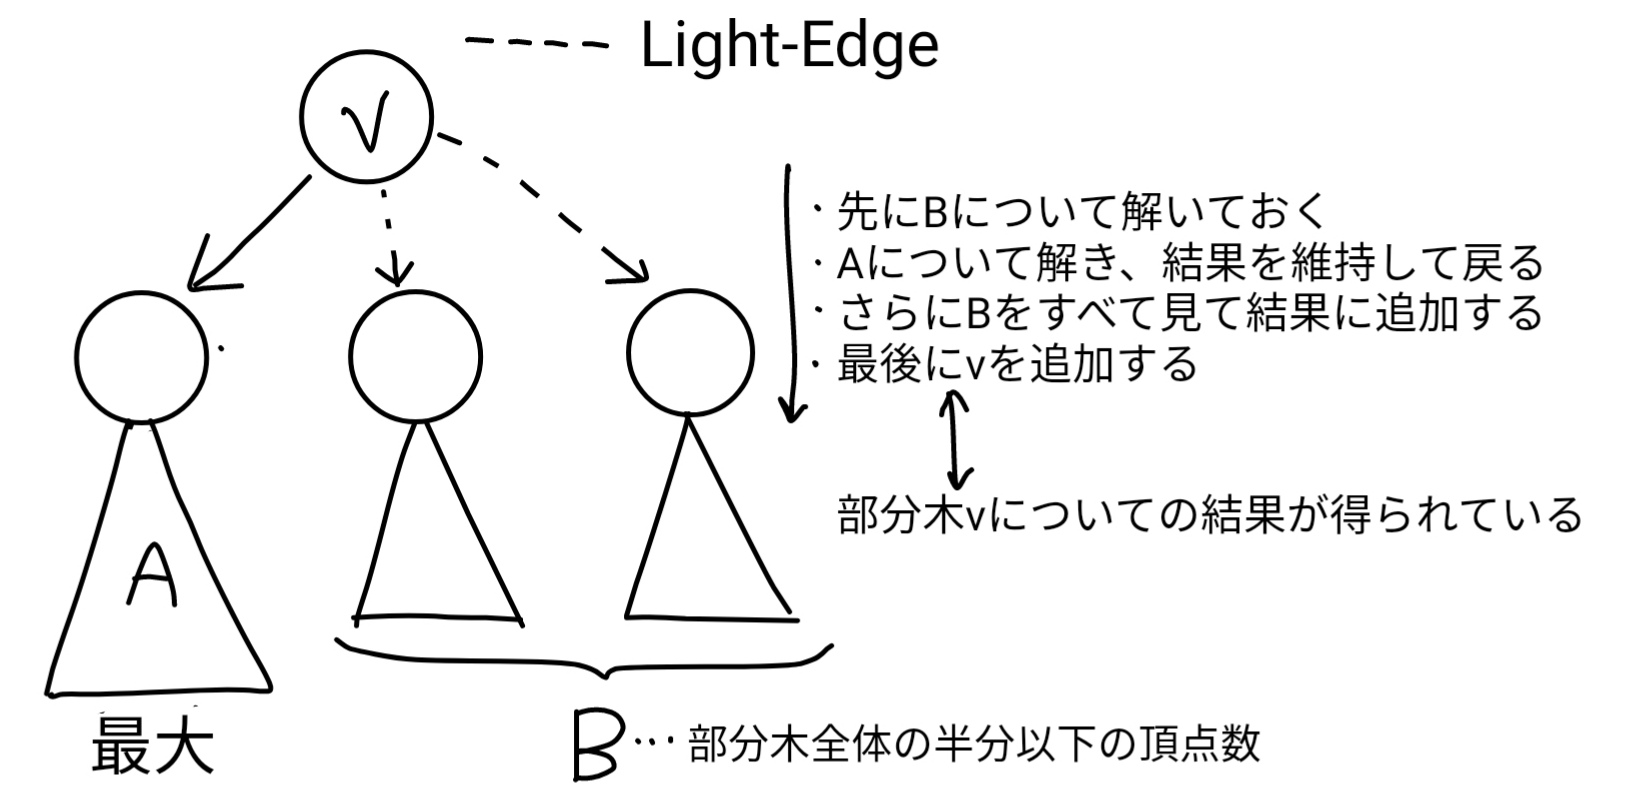 Light-Edge
v
・先にBについて解いておく
・Aについて解き、結果を維持して戻る
・さらにBをすべて見て結果に追加する
・最後にvを追加する
部分木vについての結果が得られている
A
最大
B…部分木全体の半分以下の頂点数